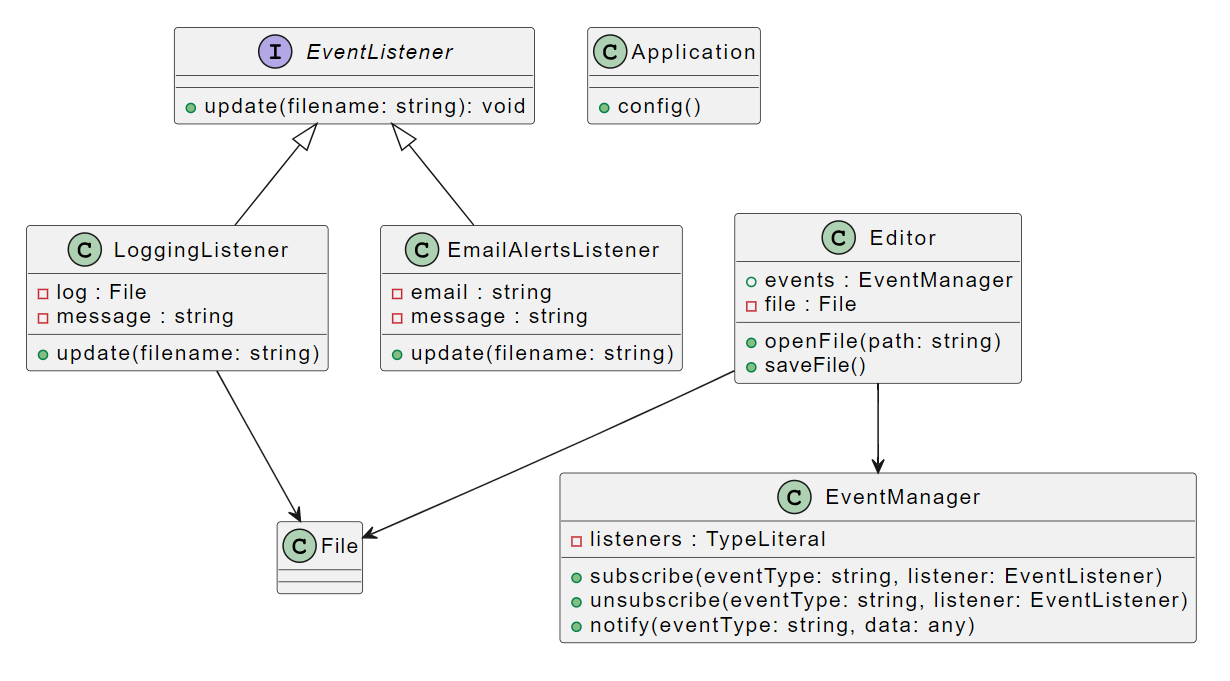 I EventListener
update(filename: string): void
C Application
config()
C LoggingListener
log : File
message : string
update(filename: string)
C EmailAlertsListener
email : string
message : string
update(filename: string)
C Editor
events : EventManager
file : File
openFile(path: string)
saveFile()
C File
C EventManager
listeners : TypeLiteral
subscribe(eventType: string, listener: EventListener)
unsubscribe(eventType: string, listener: EventListener)
notify(eventType: string, data: any)